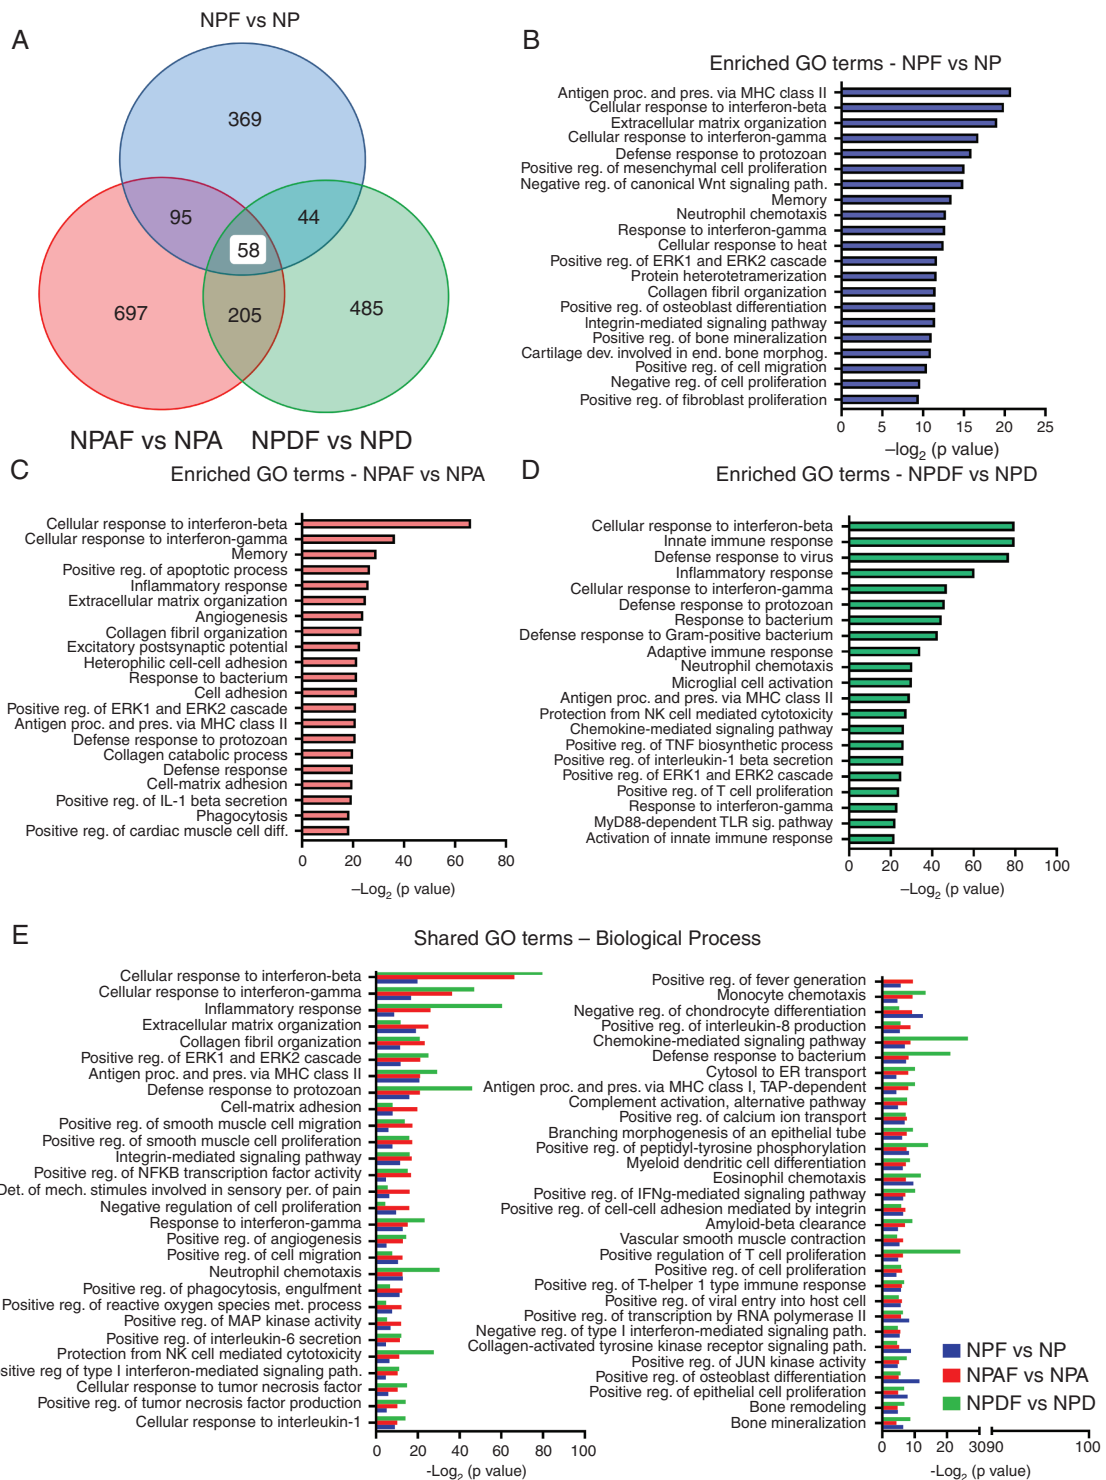 A
NPF vs NP
369
95
44
58
697
205
485
NPAF vs NPA
NPDF vs NPD
B
Enriched GO terms - NPF vs NP
Antigen proc. and pres. via MHC class II
Cellular response to interferon-beta
Extracellular matrix organization
Cellular response to interferon-gamma
Defense response to protozoan
Positive reg. of mesenchymal cell proliferation
Negative reg. of canonical Wnt signaling path.
Memory
Neutrophil chemotaxis
Response to interferon-gamma
Cellular response to heat
Positive reg. of ERK1 and ERK2 cascade
Protein heterotetramerization
Collagen fibril organization
Positive reg. of osteoblast differentiation
Integrin-mediated signaling pathway
Positive reg. of bone mineralization
Cartilage dev. involved in end. bone morphog.
Positive reg. of cell migration
Negative reg. of cell proliferation
Positive reg. of fibroblast proliferation
0 5 10 15 20 25
–log2 (p value)
C
Enriched GO terms - NPAF vs NPA
Cellular response to interferon-beta
Cellular response to interferon-gamma
Memory
Positive reg. of apoptotic process
Inflammatory response
Extracellular matrix organization
Angiogenesis
Collagen fibril organization
Excitatory postsynaptic potential
Heterophilic cell-cell adhesion
Response to bacterium
Cell adhesion
Positive reg. of ERK1 and ERK2 cascade
Antigen proc. and pres. via MHC class II
Defense response to protozoan
Collagen catabolic process
Defense response
Cell-matrix adhesion
Positive reg. of IL-1 beta secretion
Phagocytosis
Positive reg. of cardiac muscle cell diff.
0 20 40 60 80
–Log2 (p value)
D
Enriched GO terms - NPDF vs NPD
Cellular response to interferon-beta
Innate immune response
Defense response to virus
Inflammatory response
Cellular response to interferon-gamma
Defense response to protozoan
Response to bacterium
Defense response to Gram-positive bacterium
Adaptive immune response
Neutrophil chemotaxis
Microglial cell activation
Antigen proc. and pres. via MHC class II
Protection from NK cell mediated cytotoxicity
Chemokine-mediated signaling pathway
Positive reg. of TNF biosynthetic process
Positive reg. of interleukin-1 beta secretion
Positive reg. of ERK1 and ERK2 cascade
Positive reg. of T cell proliferation
Response to interferon-gamma
MyD88-dependent TLR sig. pathway
Activation of innate immune response
0 20 40 60 80 100
–Log2 (p value)
E
Shared GO terms – Biological Process
Cellular response to interferon-beta
Cellular response to interferon-gamma
Inflammatory response
Extracellular matrix organization
Collagen fibril organization
Positive reg. of ERK1 and ERK2 cascade
Antigen proc. and pres. via MHC class II
Defense response to protozoan
Cell-matrix adhesion
Positive reg. of smooth muscle cell migration
Positive reg. of smooth muscle cell proliferation
Integrin-mediated signaling pathway
Positive reg. of NFKB transcription factor activity
Det. of mech. stimules involved in sensory per. of pain
Negative regulation of cell proliferation
Response to interferon-gamma
Positive reg. of angiogenesis
Positive reg. of cell migration
Neutrophil chemotaxis
Positive reg. of phagocytosis, engulfment
Positive reg. of reactive oxygen species met. process
Positive reg. of MAP kinase activity
Positive reg. of interleukin-6 secretion
Protection from NK cell mediated cytotoxicity
sitive reg of type I interferon-mediated signaling path.
Cellular response to tumor necrosis factor
Positive reg. of tumor necrosis factor production
Cellular response to interleukin-1
0 20 40 60 80 100
-Log2 (p value)
Positive reg. of fever generation
Monocyte chemotaxis
Negative reg. of chondrocyte differentiation
Positive reg. of interleukin-8 production
Chemokine-mediated signaling pathway
Defense response to bacterium
Cytosol to ER transport
Antigen proc. and pres. via MHC class I, TAP-dependent
Complement activation, alternative pathway
Positive reg. of calcium ion transport
Branching morphogenesis of an epithelial tube
Positive reg. of peptidyl-tyrosine phosphorylation
Myeloid dendritic cell differentiation
Eosinophil chemotaxis
Positive reg. of IFNg-mediated signaling pathway
Positive reg. of cell-cell adhesion mediated by integrin
Amyloid-beta clearance
Vascular smooth muscle contraction
Positive regulation of T cell proliferation
Positive reg. of cell proliferation
Positive reg. of T-helper 1 type immune response
Positive reg. of viral entry into host cell
Positive reg. of transcription by RNA polymerase II
Negative reg. of type I interferon-mediated signaling path.
Collagen-activated tyrosine kinase receptor signaling path.
Positive reg. of JUN kinase activity
Positive reg. of osteoblast differentiation
Positive reg. of epithelial cell proliferation
Bone remodeling
Bone mineralization
0 10 20 30 90 100
-Log2 (p value)
NPF vs NP
NPAF vs NPA
NPDF vs NPD